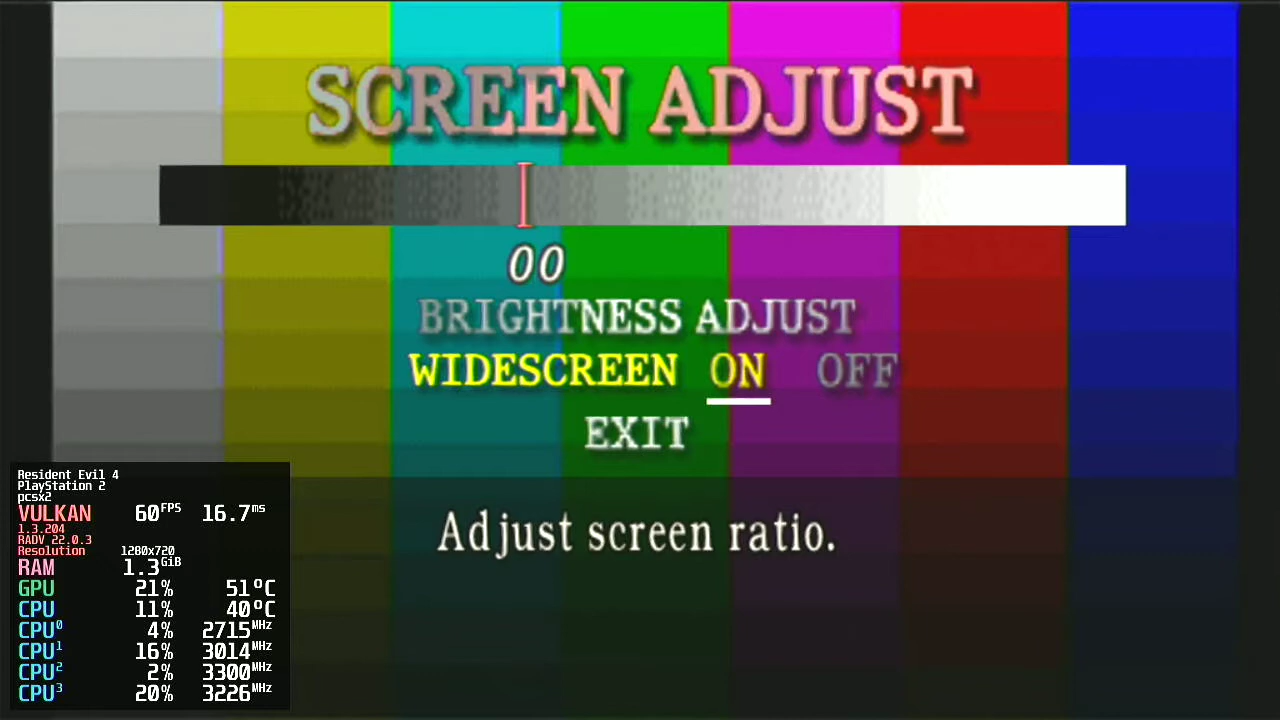 SCREEN ADJUST
00
BRIGHTNESS ADJUST
WIDESCREEN ON OFF
EXIT
Adjust screen ratio.
Resident Evil 4
PlayStation 2
pcsx2
VULKAN 60FPS 16.7ms
1.3.204
RADV 22.0.3
Resolution 1280x720
RAM 1.3GiB
GPU 21% 51°C
CPU 11% 40°C
CPU0 4% 2715MHz
CPU1 16% 3014MHz
CPU2 2% 3300MHz
CPU3 20% 3226MHz